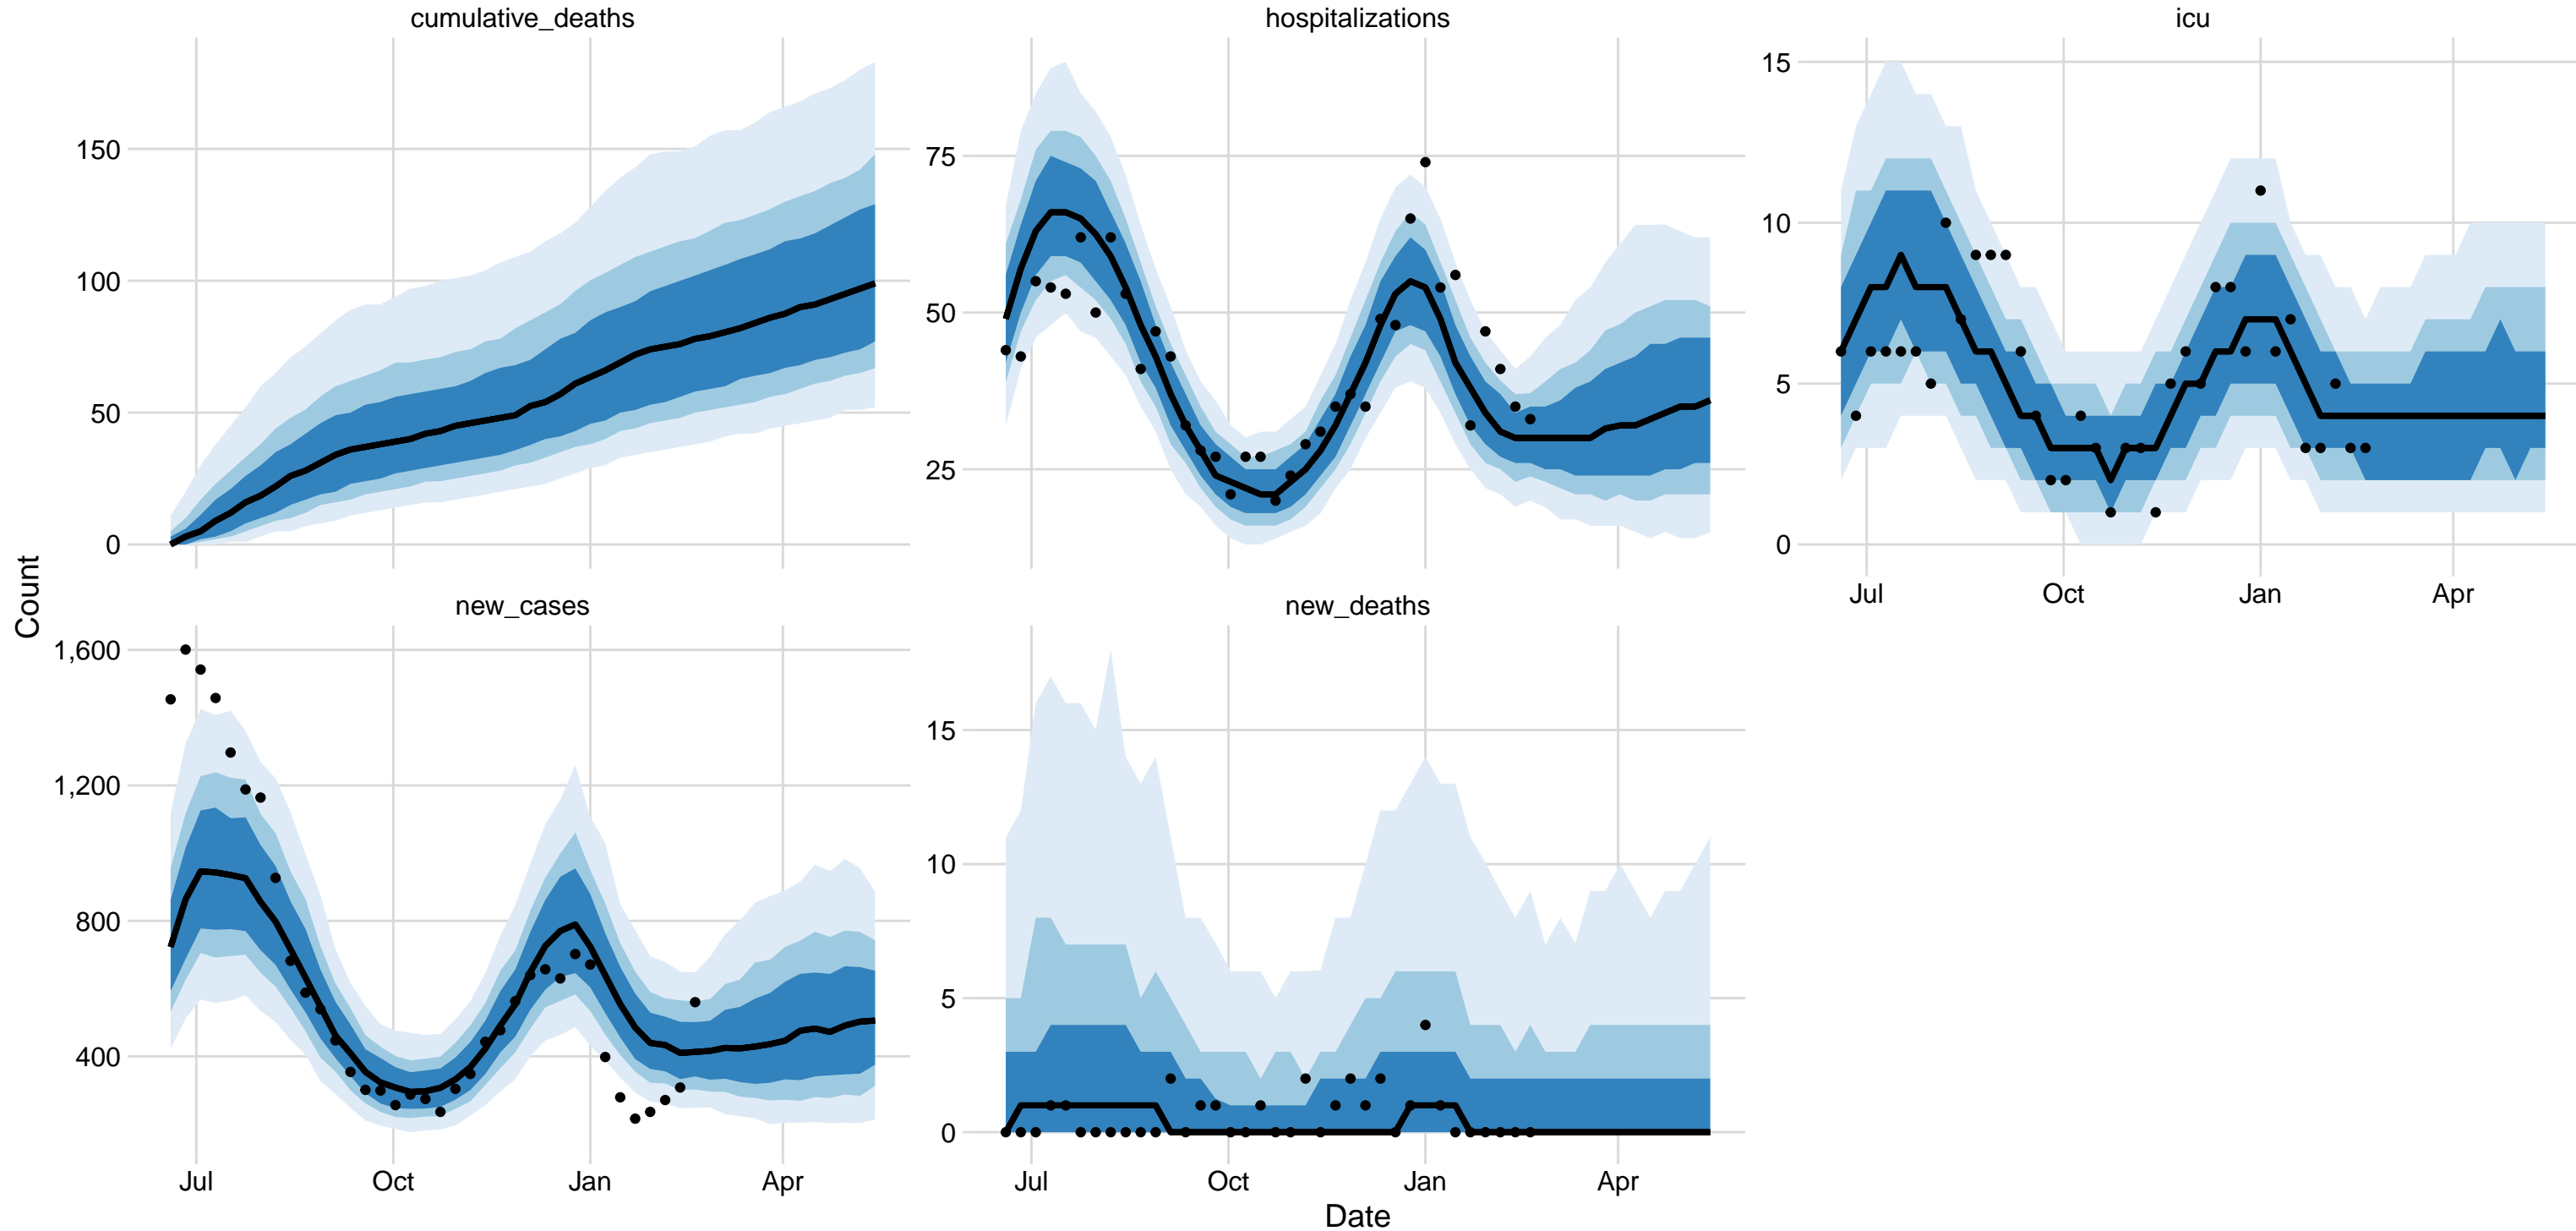 cumulative_deaths
hospitalizations
icu
150
100
50
0
75
50
25
15
10
5
0
Jul
Oct
Jan
Apr
Count
new_cases
new_deaths
1,600
1,200
800
400
15
10
5
0
Jul
Oct
Jan
Apr
Jul
Oct
Jan
Apr
Date